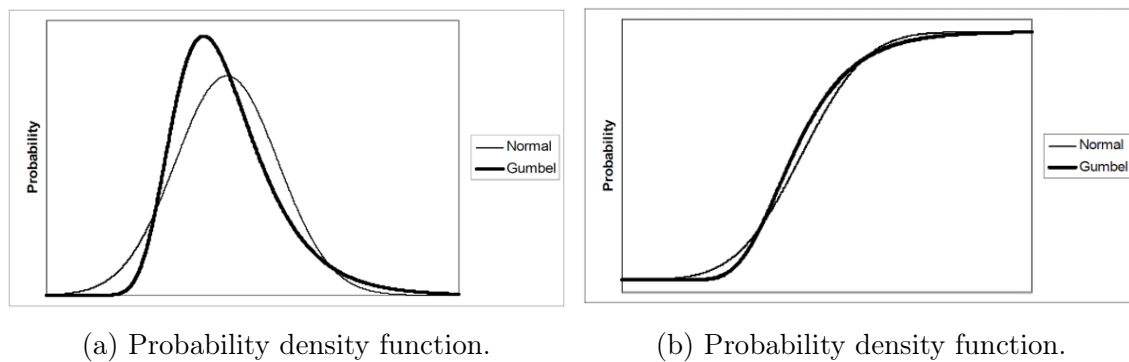 Probability
Normal
Gumbel
Probability
Normal
Gumbel
(a) Probability density function.
(b) Probability density function.